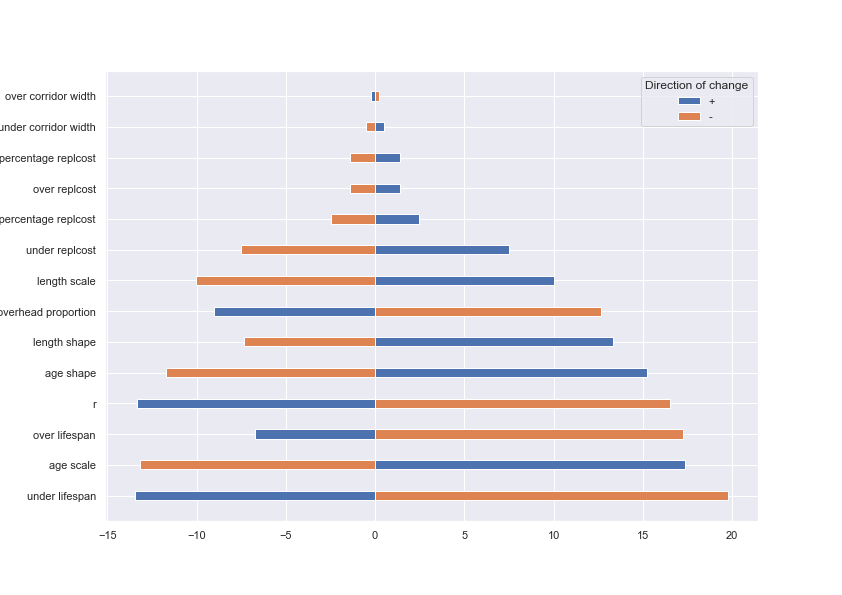 Direction of change
+
-
over corridor width
under corridor width
percentage replcost
over replcost
percentage replcost
under replcost
length scale
overhead proportion
length shape
age shape
r
over lifespan
age scale
under lifespan
−15 −10 −5 0 5 10 15 20